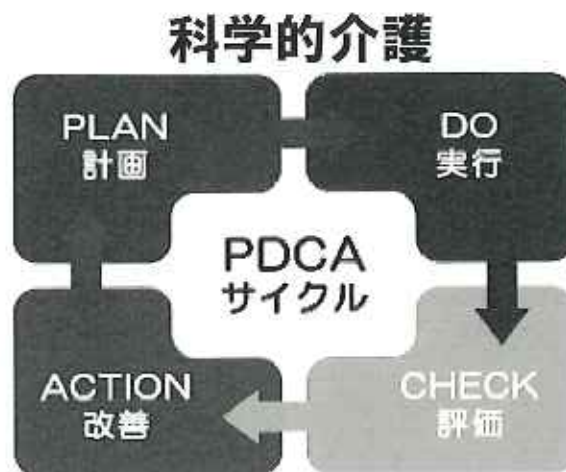 科学的介護
PLAN
計画
DO
実行
PDCA
サイクル
ACTION
改善
CHECK
評価